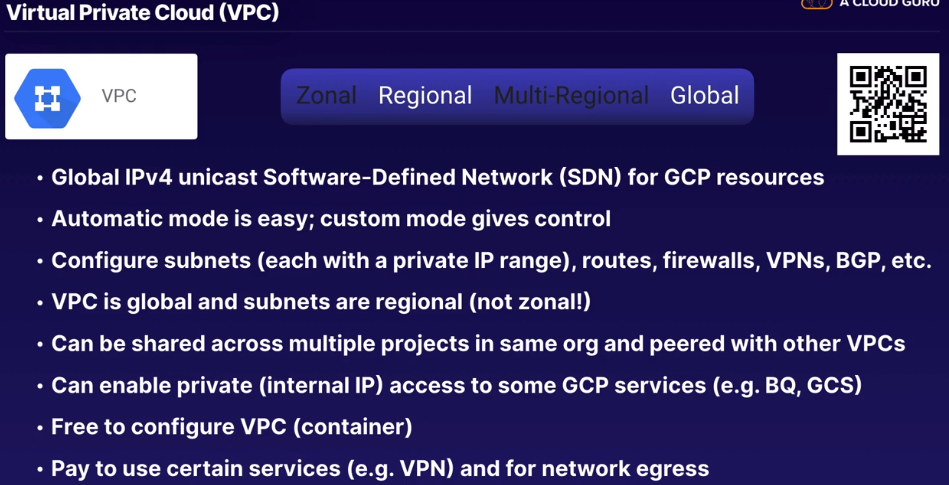 Virtual Private Cloud (VPC)
A CLOUD GURU
VPC
Zonal Regional Multi-Regional Global
• Global IPv4 unicast Software-Defined Network (SDN) for GCP resources
• Automatic mode is easy; custom mode gives control
• Configure subnets (each with a private IP range), routes, firewalls, VPNs, BGP, etc.
• VPC is global and subnets are regional (not zonal!)
• Can be shared across multiple projects in same org and peered with other VPCs
• Can enable private (internal IP) access to some GCP services (e.g. BQ, GCS)
• Free to configure VPC (container)
• Pay to use certain services (e.g. VPN) and for network egress